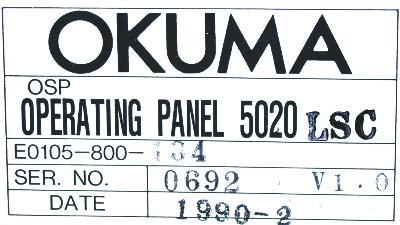 OKUMA
OSP
OPERATING PANEL 5020 LSC
E0105-800-134
SER. NO. 0692 V1.0
DATE 1990-2